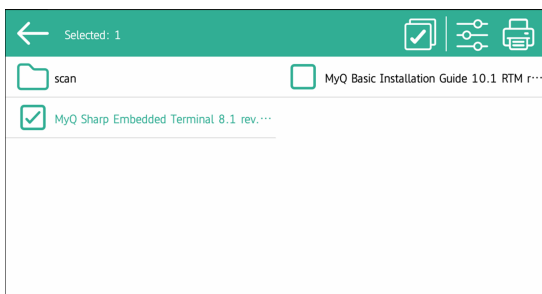 Selected: 1
scan
MyQ Basic Installation Guide 10.1 RTM r...
MyQ Sharp Embedded Terminal 8.1 rev....